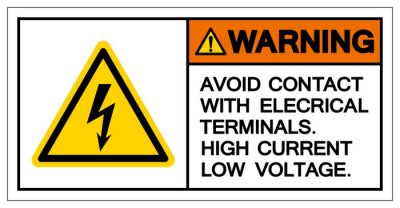 WARNING
AVOID CONTACT
WITH ELECRICAL
TERMINALS.
HIGH CURRENT
LOW VOLTAGE.